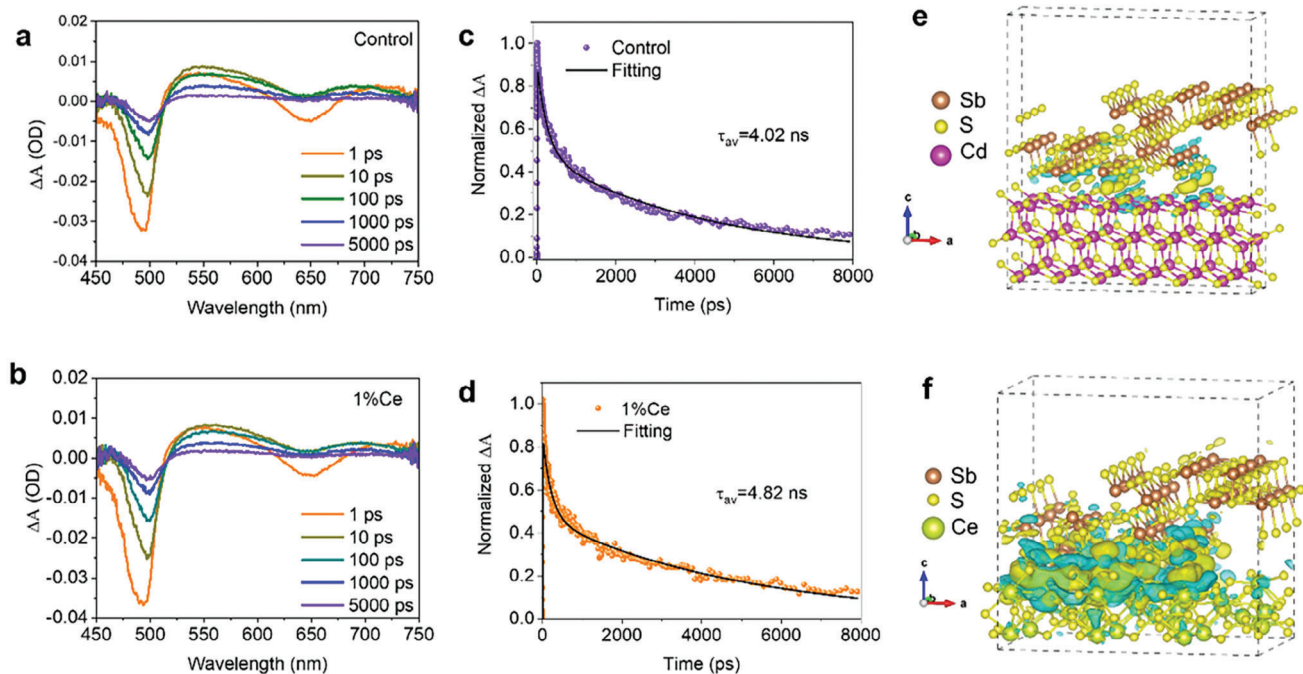 a
Control
ΔA (OD)
0.02
0.01
0.00
-0.01
-0.02
-0.03
-0.04
1 ps
10 ps
100 ps
1000 ps
5000 ps
450 500 550 600 650 700 750
Wavelength (nm)
c
Control
Fitting
τav=4.02 ns
Normalized ΔA
1.0
0.8
0.6
0.4
0.2
0.0
0 2000 4000 6000 8000
Time (ps)
e
Sb
S
Cd
c
b
a
b
1%Ce
ΔA (OD)
0.02
0.01
0.00
-0.01
-0.02
-0.03
-0.04
1 ps
10 ps
100 ps
1000 ps
5000 ps
450 500 550 600 650 700 750
Wavelength (nm)
d
1%Ce
Fitting
τav=4.82 ns
Normalized ΔA
1.0
0.8
0.6
0.4
0.2
0.0
0 2000 4000 6000 8000
Time (ps)
f
Sb
S
Ce
c
b
a